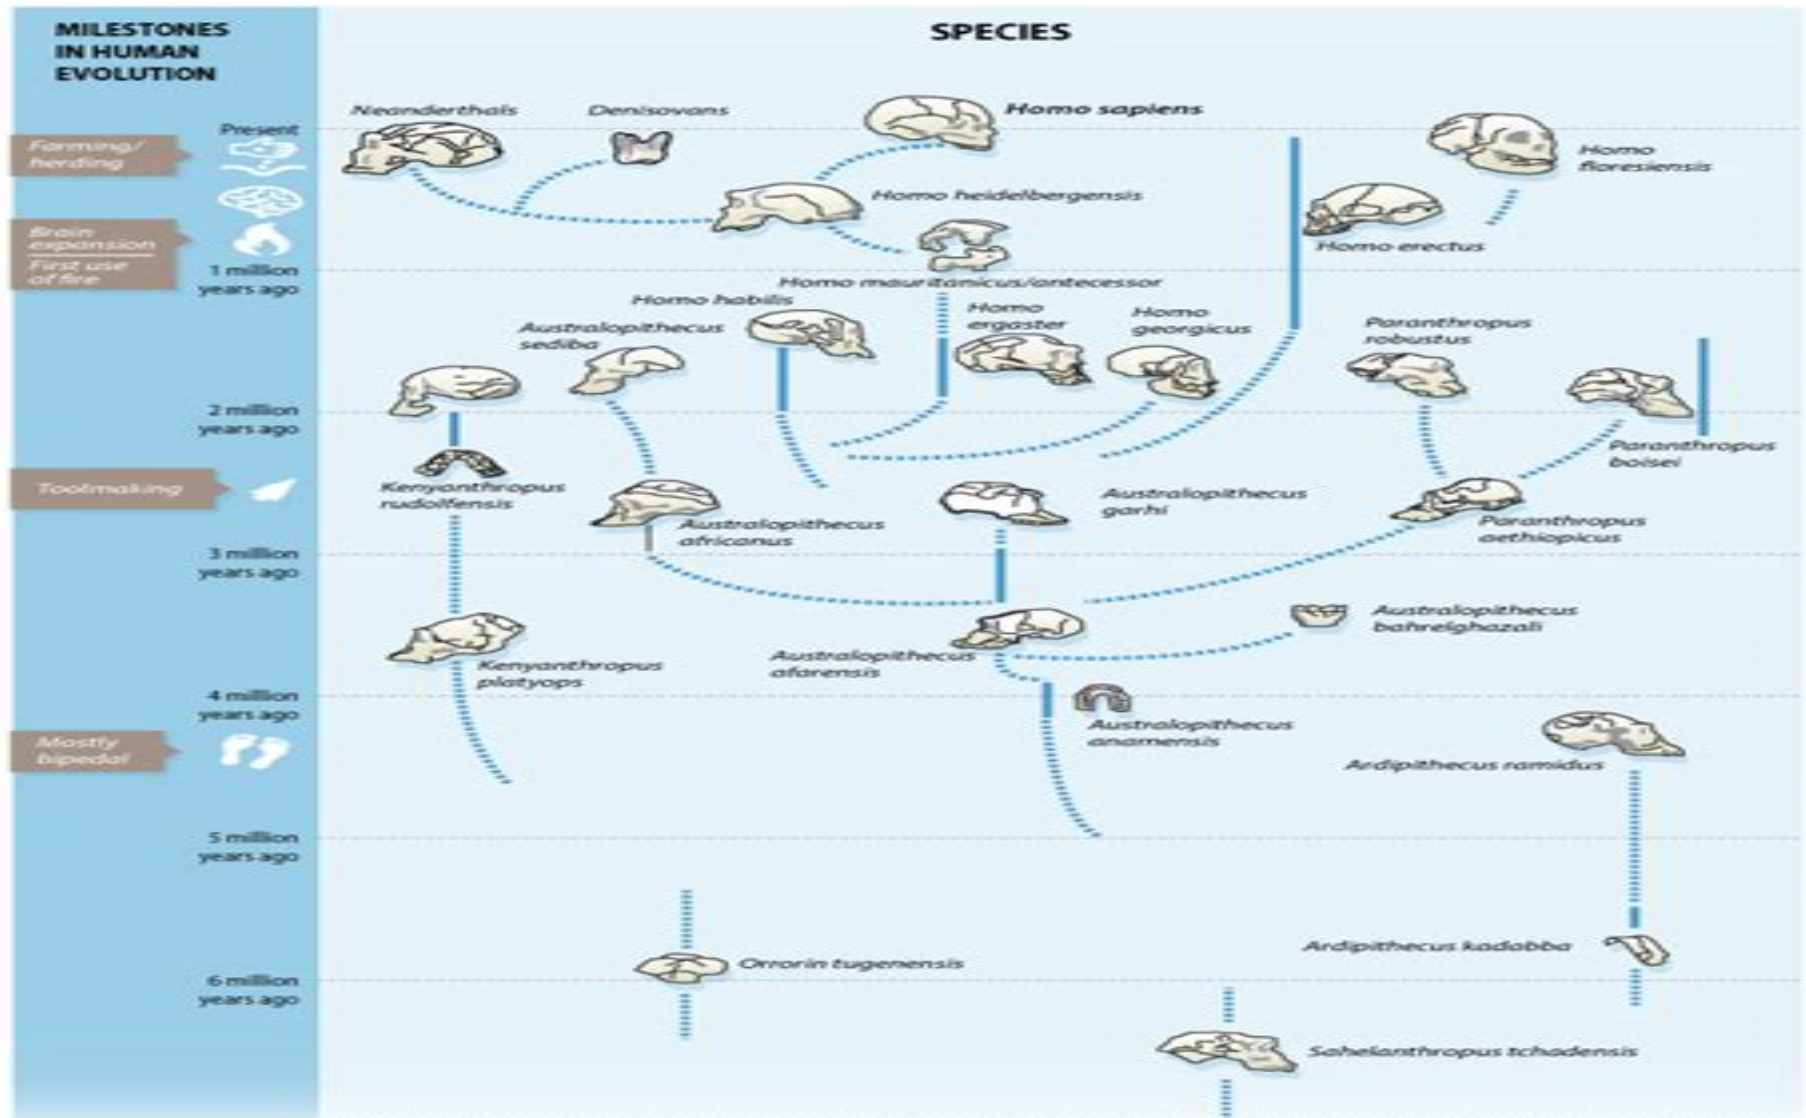 MILESTONES
IN HUMAN
EVOLUTION
SPECIES
Present
Farming/
herding
Brain
expansion
First use
of fire
1 million
years ago
2 million
years ago
Toolmaking
3 million
years ago
4 million
years ago
Mostly
bipedal
5 million
years ago
6 million
years ago
Neanderthals
Denisovans
Homo sapiens
Homo
floresiensis
Homo heidelbergensis
Homo erectus
Homo mauritanicus/antecessor
Homo habilis
Homo
ergaster
Homo
georgicus
Australopithecus
sediba
Paranthropus
robustus
Paranthropus
boisei
Kenyanthropus
rudolfensis
Australopithecus
africanus
Australopithecus
garhi
Paranthropus
aethiopicus
Australopithecus
bahrelghazali
Kenyanthropus
platyops
Australopithecus
afarensis
Australopithecus
anamensis
Ardipithecus ramidus
Ardipithecus kadabba
Orrorin tugenensis
Sahelanthropus tchadensis